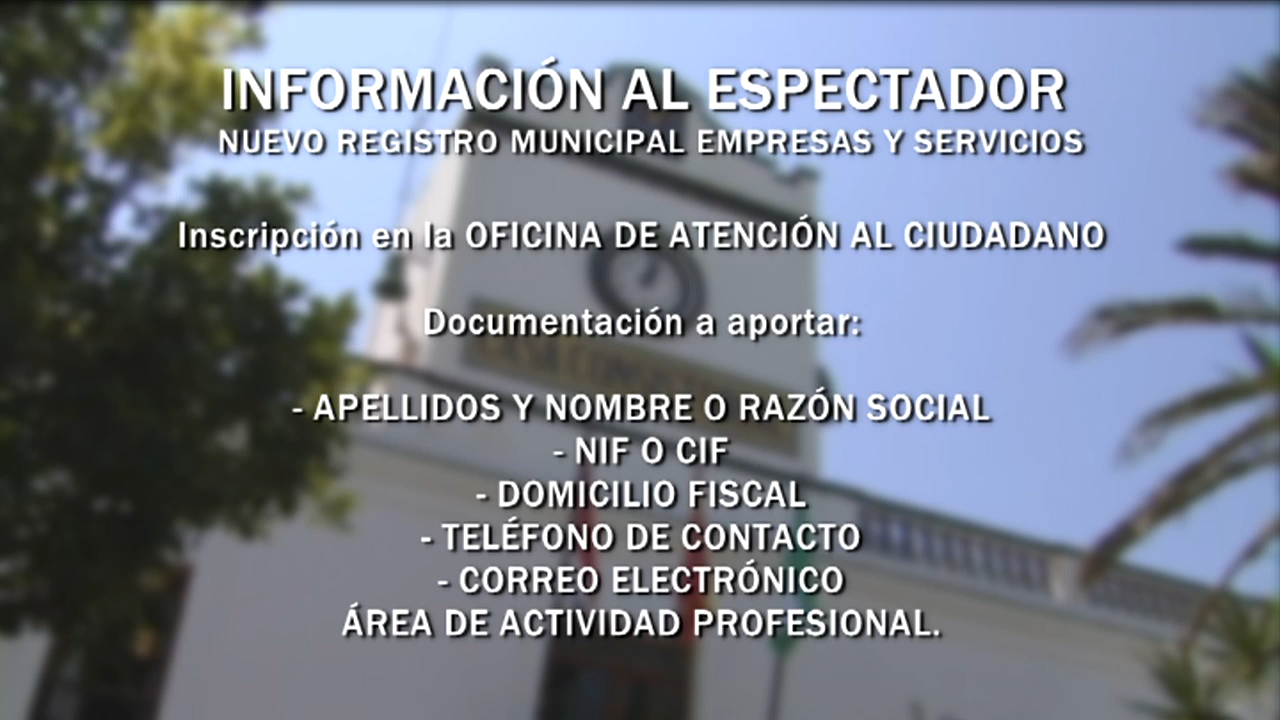 INFORMACIÓN AL ESPECTADOR
NUEVO REGISTRO MUNICIPAL EMPRESAS Y SERVICIOS
Inscripción en la OFICINA DE ATENCIÓN AL CIUDADANO
Documentación a aportar:
- APELLIDOS Y NOMBRE O RAZÓN SOCIAL
- NIF O CIF
- DOMICILIO FISCAL
- TELÉFONO DE CONTACTO
- CORREO ELECTRÓNICO
ÁREA DE ACTIVIDAD PROFESIONAL.